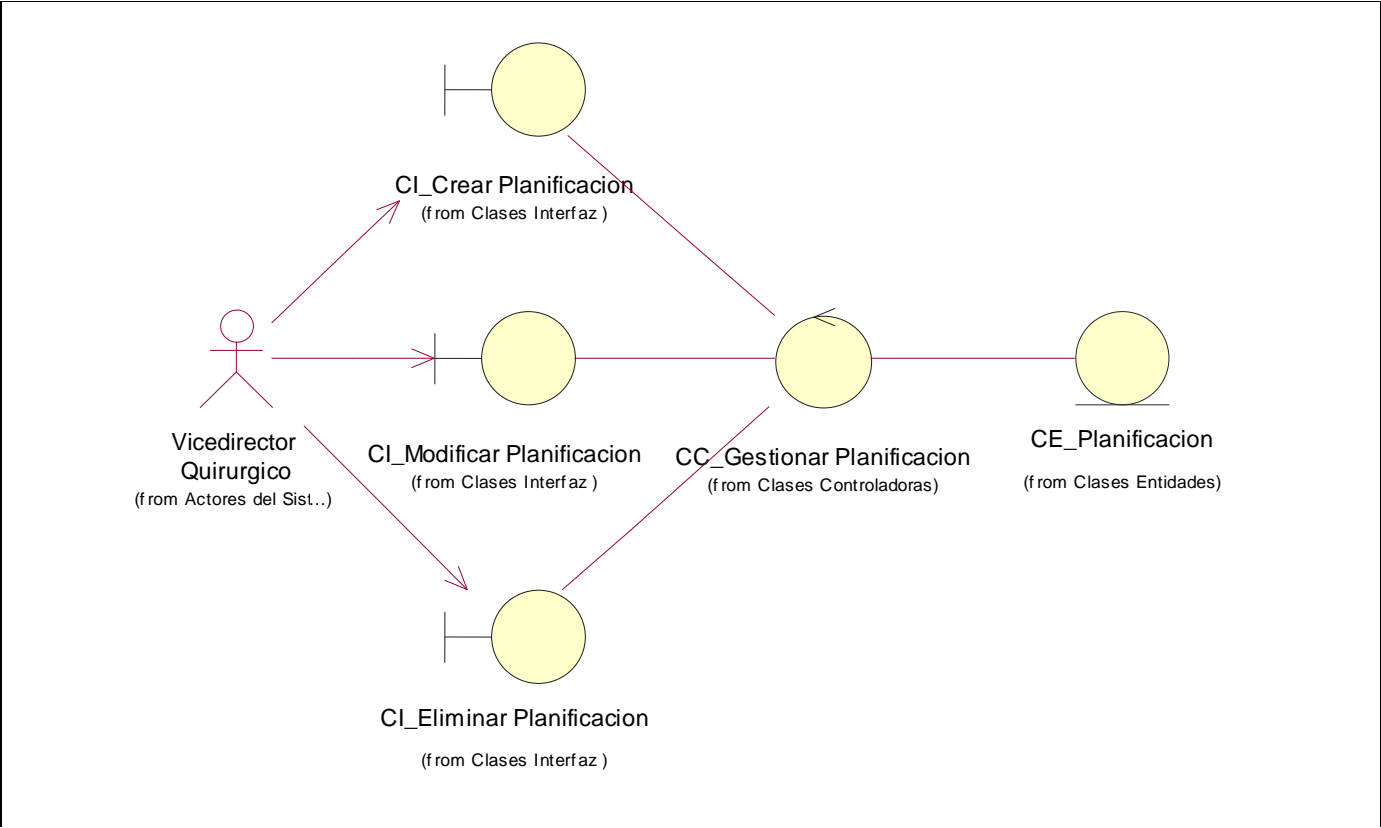 CI_Crear Planificacion
(from Clases Interfaz)
Vicedirector
Quirurgico
(from Actores del Sist...)
CI_Modificar Planificacion
(from Clases Interfaz)
CC_Gestionar Planificacion
(from Clases Controladoras)
CE_Planificacion
(from Clases Entidades)
CI_Eliminar Planificacion
(from Clases Interfaz)